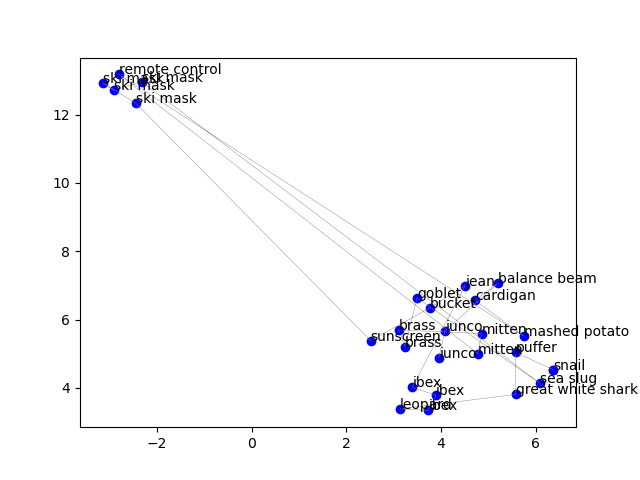 remote control
ski mask
ski mask
ski mask
ski mask
12
10
8
balance beam
jean
goblet
cardigan
bucket
6
brass
junco
mitten
mashed potato
sunscreen
brass
junco
mitten
puffer
snail
sea slug
4
ibex
ibex
great white shark
leopard
ibex
−2
0
2
4
6